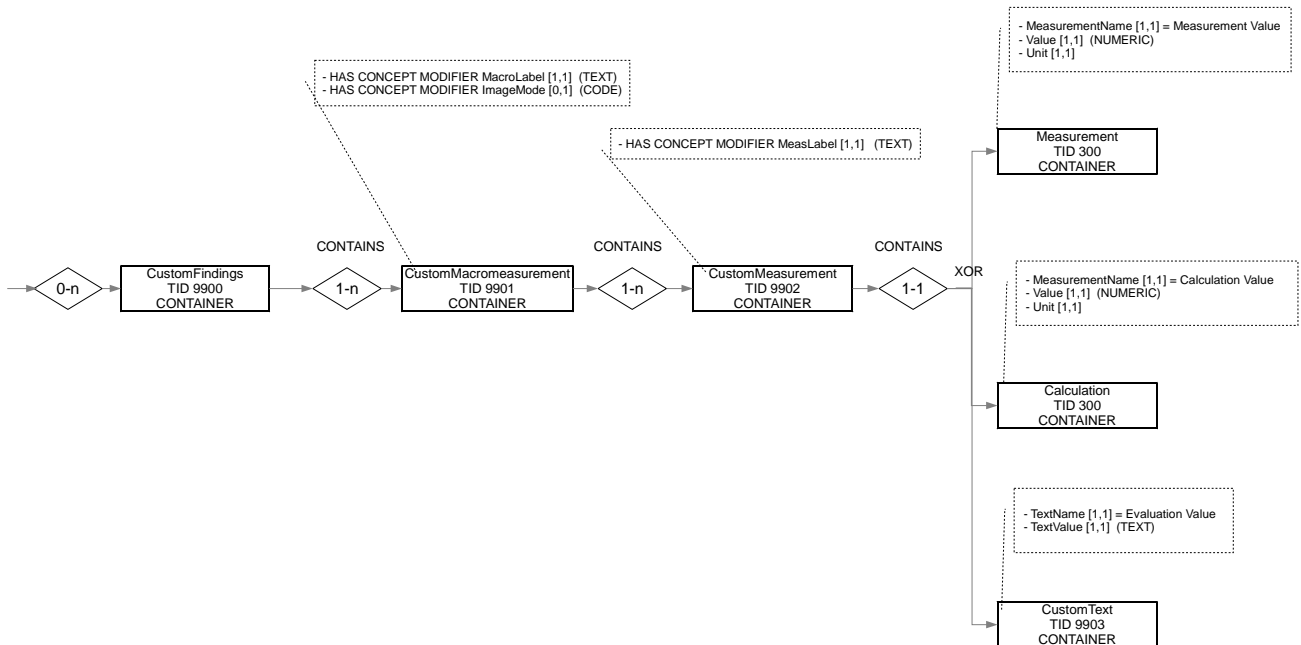 - MeasurementName [1,1] = Measurement Value
- Value [1,1]  (NUMERIC)
- Unit [1,1]
- HAS CONCEPT MODIFIER MacroLabel [1,1]  (TEXT)
- HAS CONCEPT MODIFIER ImageMode [0,1]  (CODE)
- HAS CONCEPT MODIFIER MeasLabel [1,1]   (TEXT)
Measurement
TID 300
CONTAINER
CONTAINS
CONTAINS
CONTAINS
0-n
CustomFindings
TID 9900
CONTAINER
1-n
CustomMacromeasurement
TID 9901
CONTAINER
1-n
CustomMeasurement
TID 9902
CONTAINER
1-1
XOR
- MeasurementName [1,1] = Calculation Value
- Value [1,1]  (NUMERIC)
- Unit [1,1]
Calculation
TID 300
CONTAINER
- TextName [1,1] = Evaluation Value
- TextValue [1,1]  (TEXT)
CustomText
TID 9903
CONTAINER